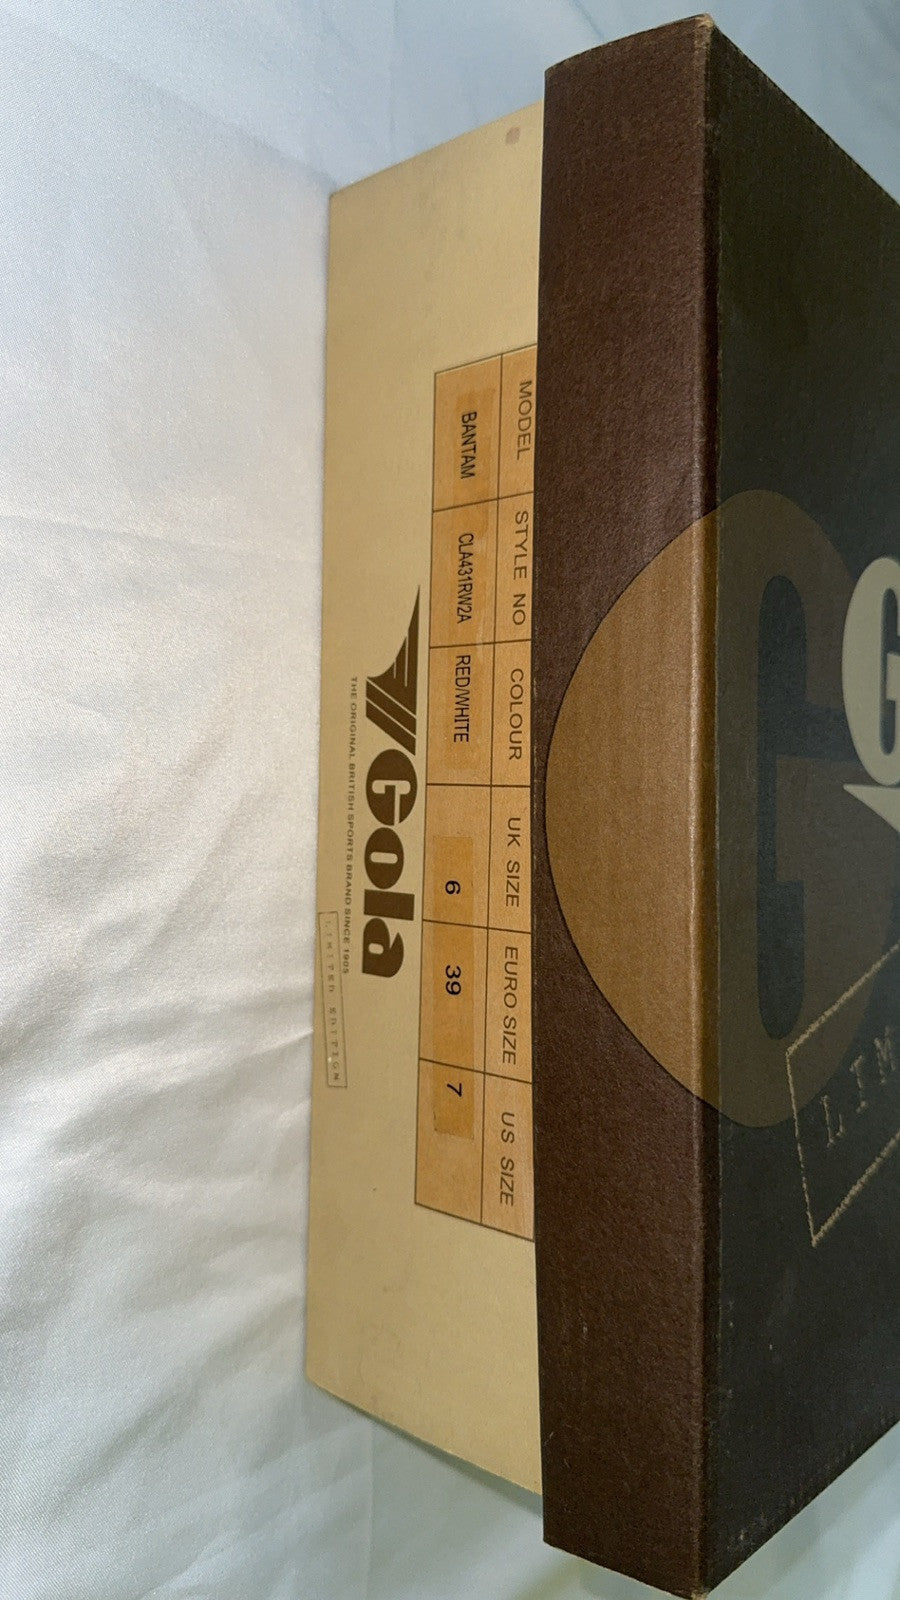 MODEL STYLE NO COLOUR UK SIZE EURO SIZE US SIZE
BANTAM CLA431RW2A RED/WHITE 6 39 7
Gola
THE ORIGINAL BRITISH SPORTS BRAND SINCE 1905
LIMITED EDITION
G
G
LIM